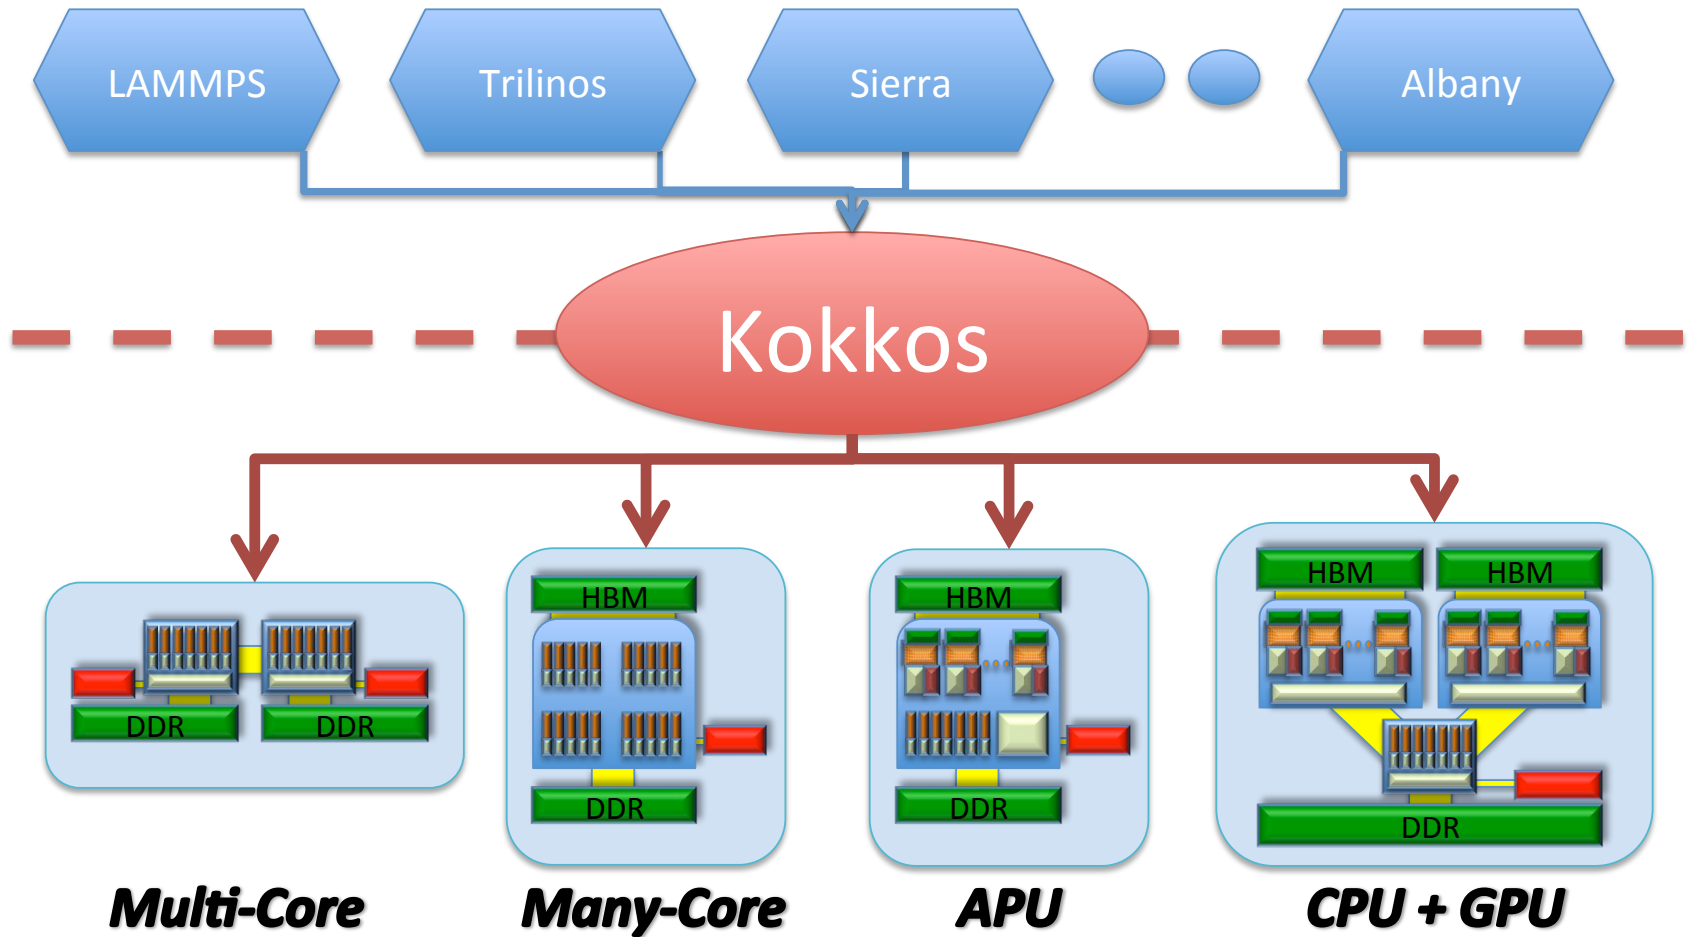 LAMMPS
Trilinos
Sierra
Albany
Kokkos
HBM
HBM
HBM
HBM
DDR
DDR
DDR
DDR
DDR
Multi-Core
Many-Core
APU
CPU + GPU